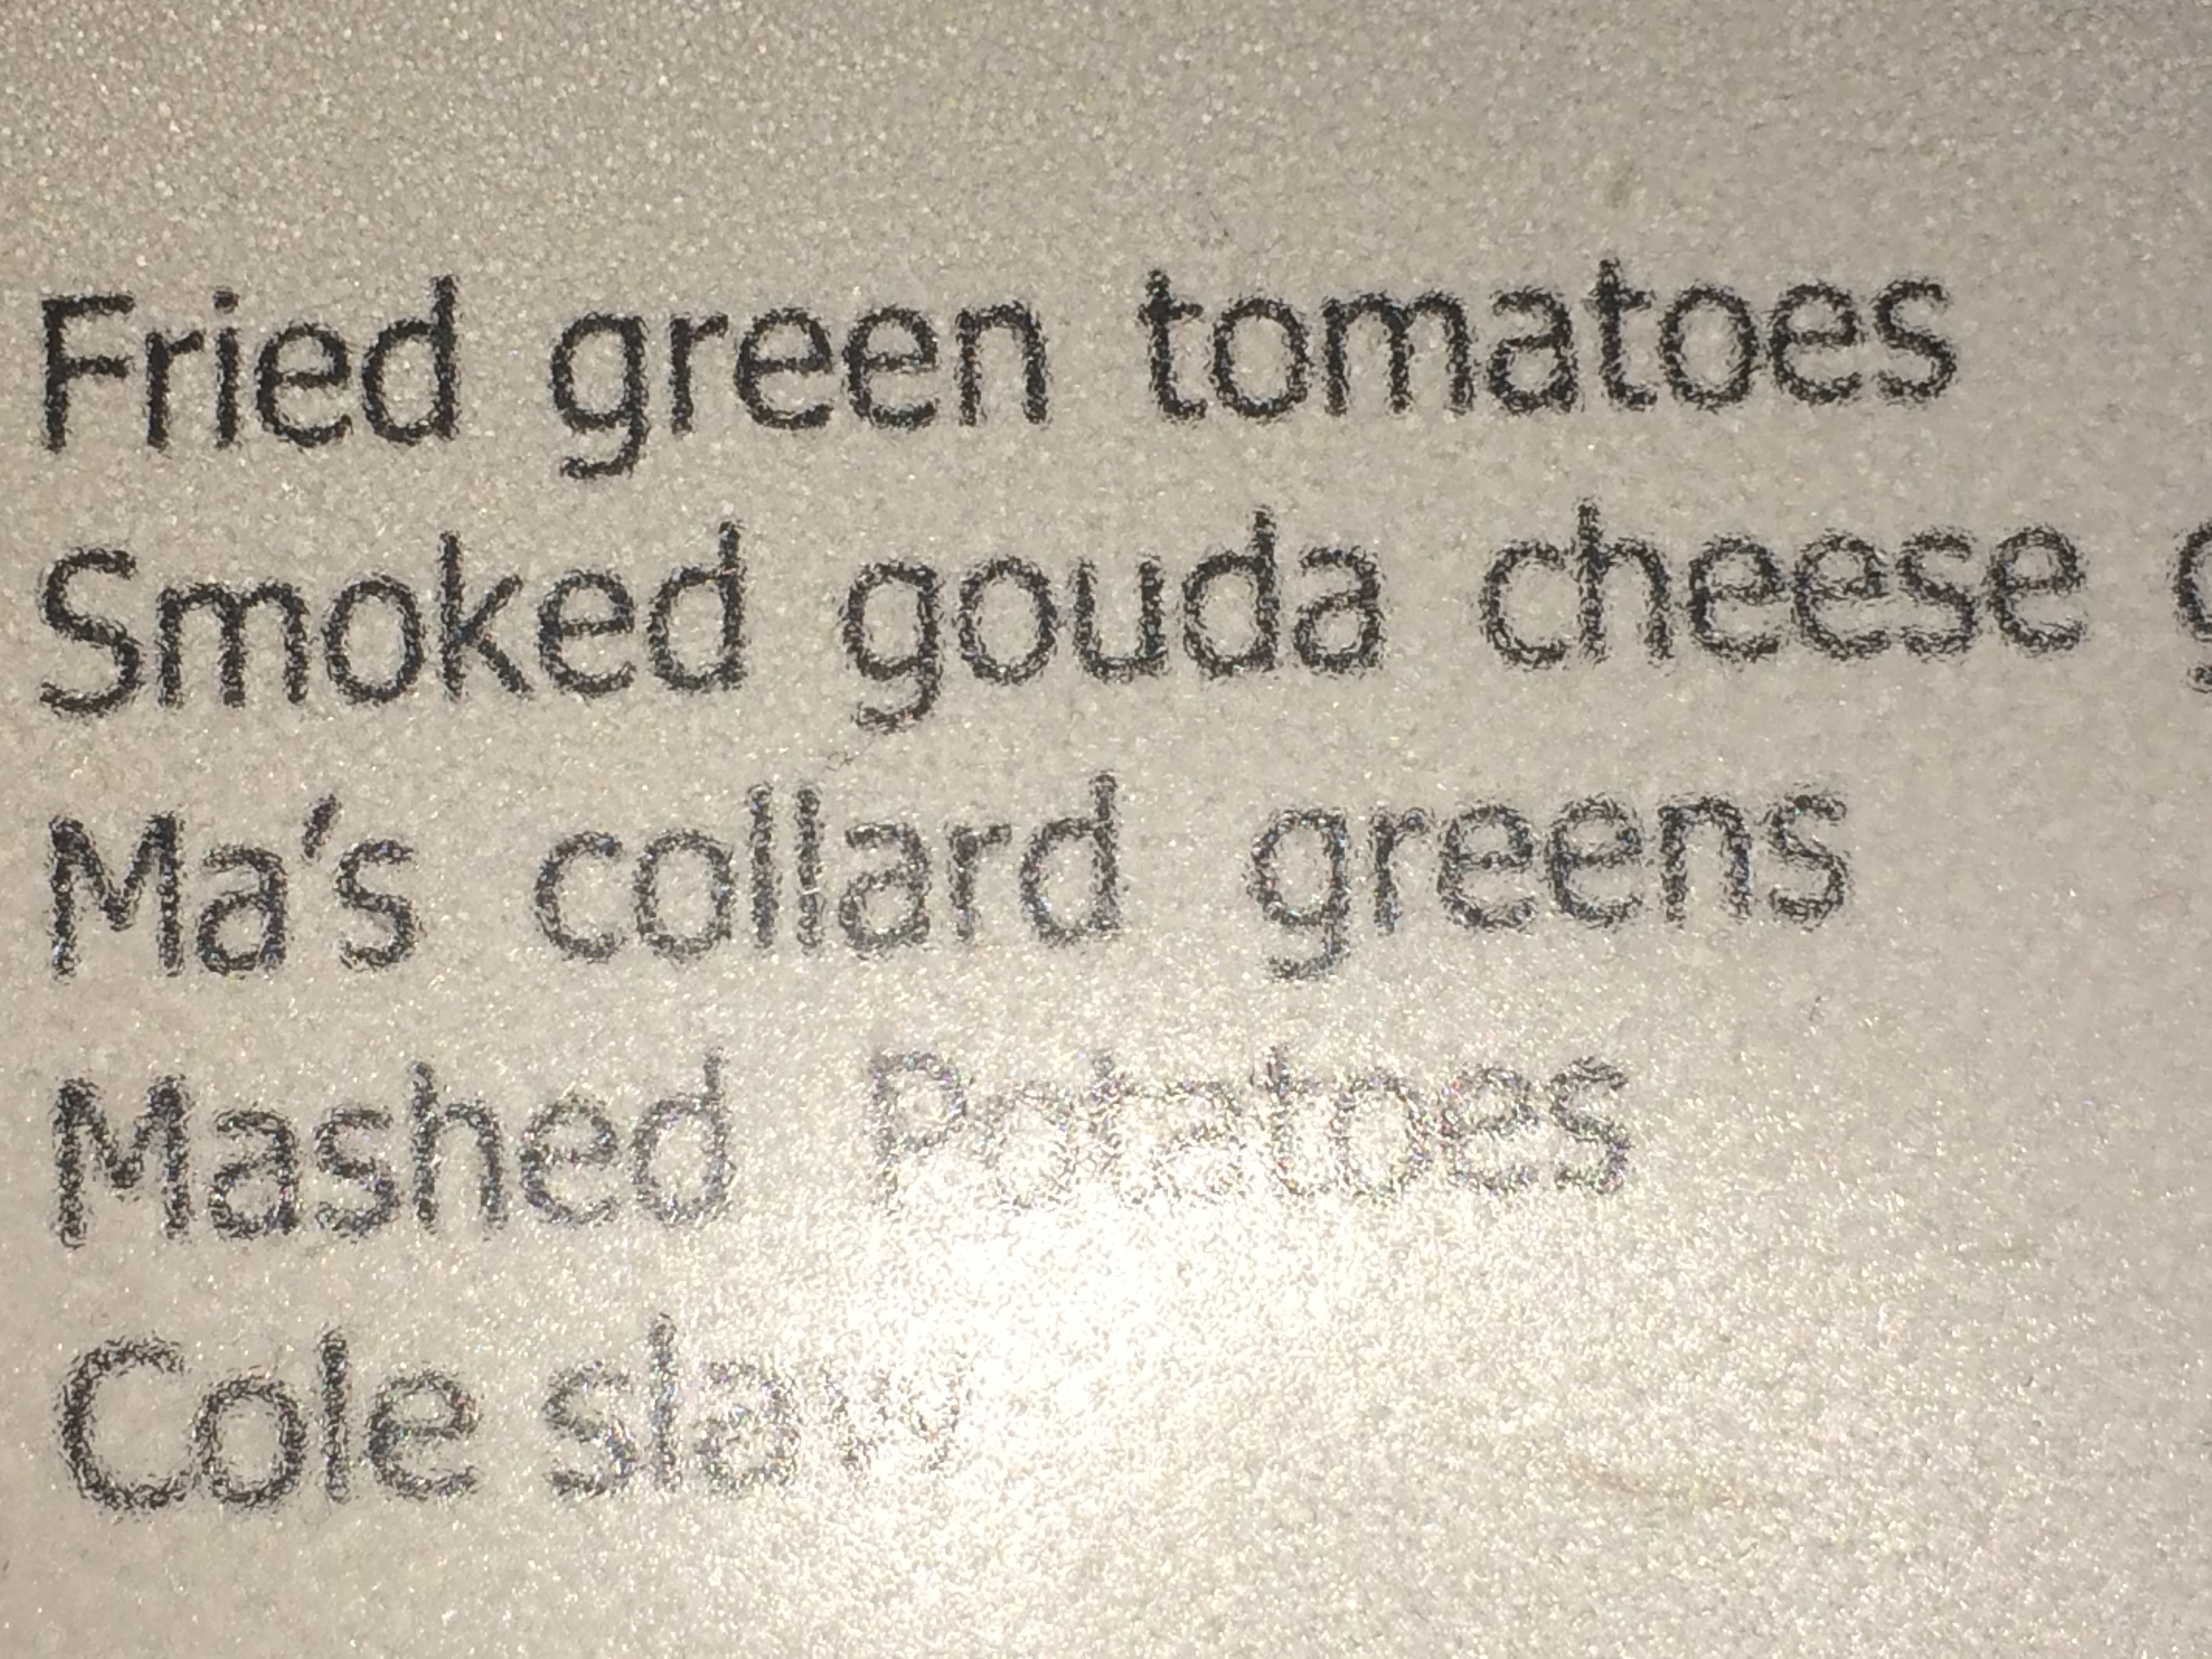 Fried green tomatoes
Smoked gouda cheese
Ma's collard greens
Mashed Potatoes
Cole slaw